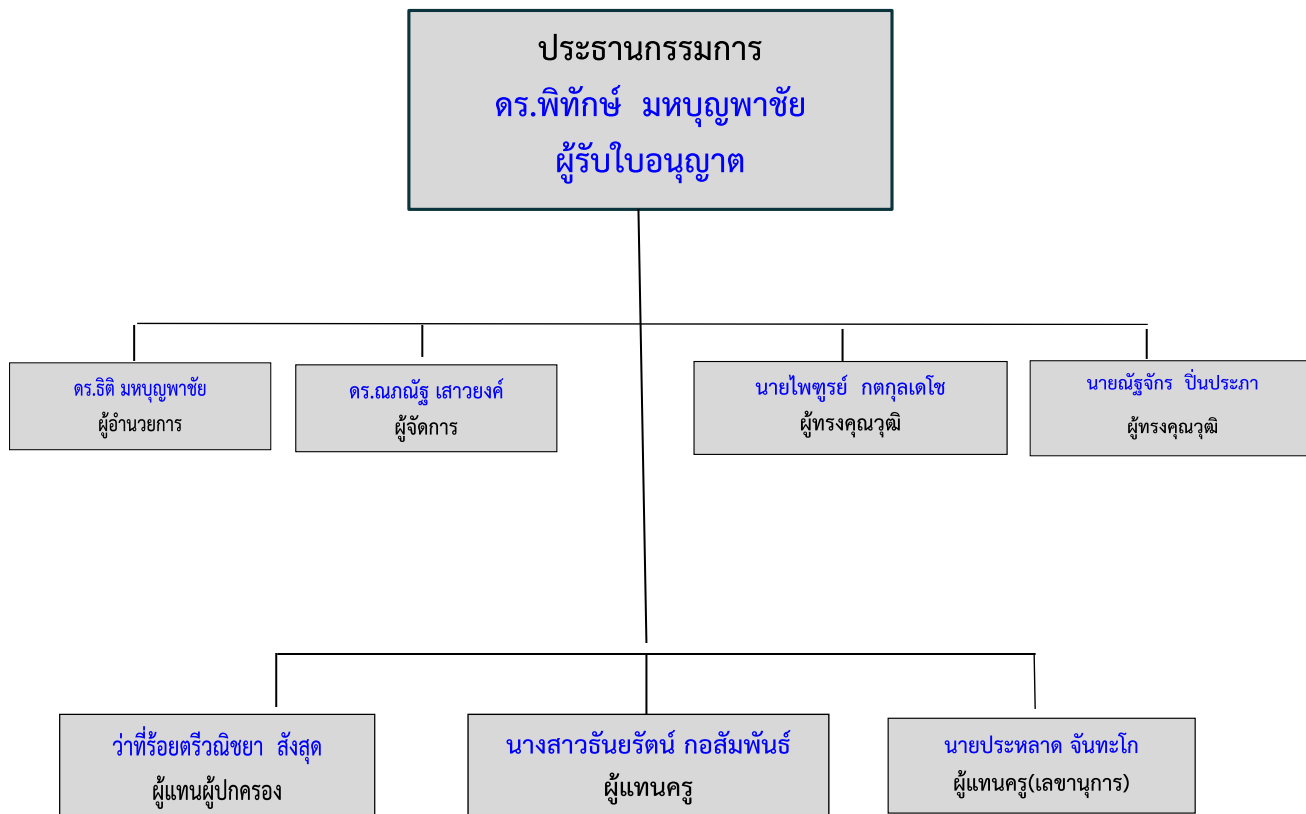 ประธานกรรมการ
ดร.พิทักษ์ มหบุญพาชัย
ผู้รับใบอนุญาต
ดร.ธิติ มหบุญพาชัย
ผู้อำนวยการ
ดร.ณภณัฐ เสาวยงค์
ผู้จัดการ
นายไพฑูรย์ กตกุลเดโช
ผู้ทรงคุณวุฒิ
นายณัฐจักร ปิ่นประภา
ผู้ทรงคุณวุฒิ
ว่าที่ร้อยตรีวณิชยา สังสุด
ผู้แทนผู้ปกครอง
นางสาวธันยรัตน์ กอสัมพันธ์
ผู้แทนครู
นายประหลาด จันทะโก
ผู้แทนครู(เลขานุการ)